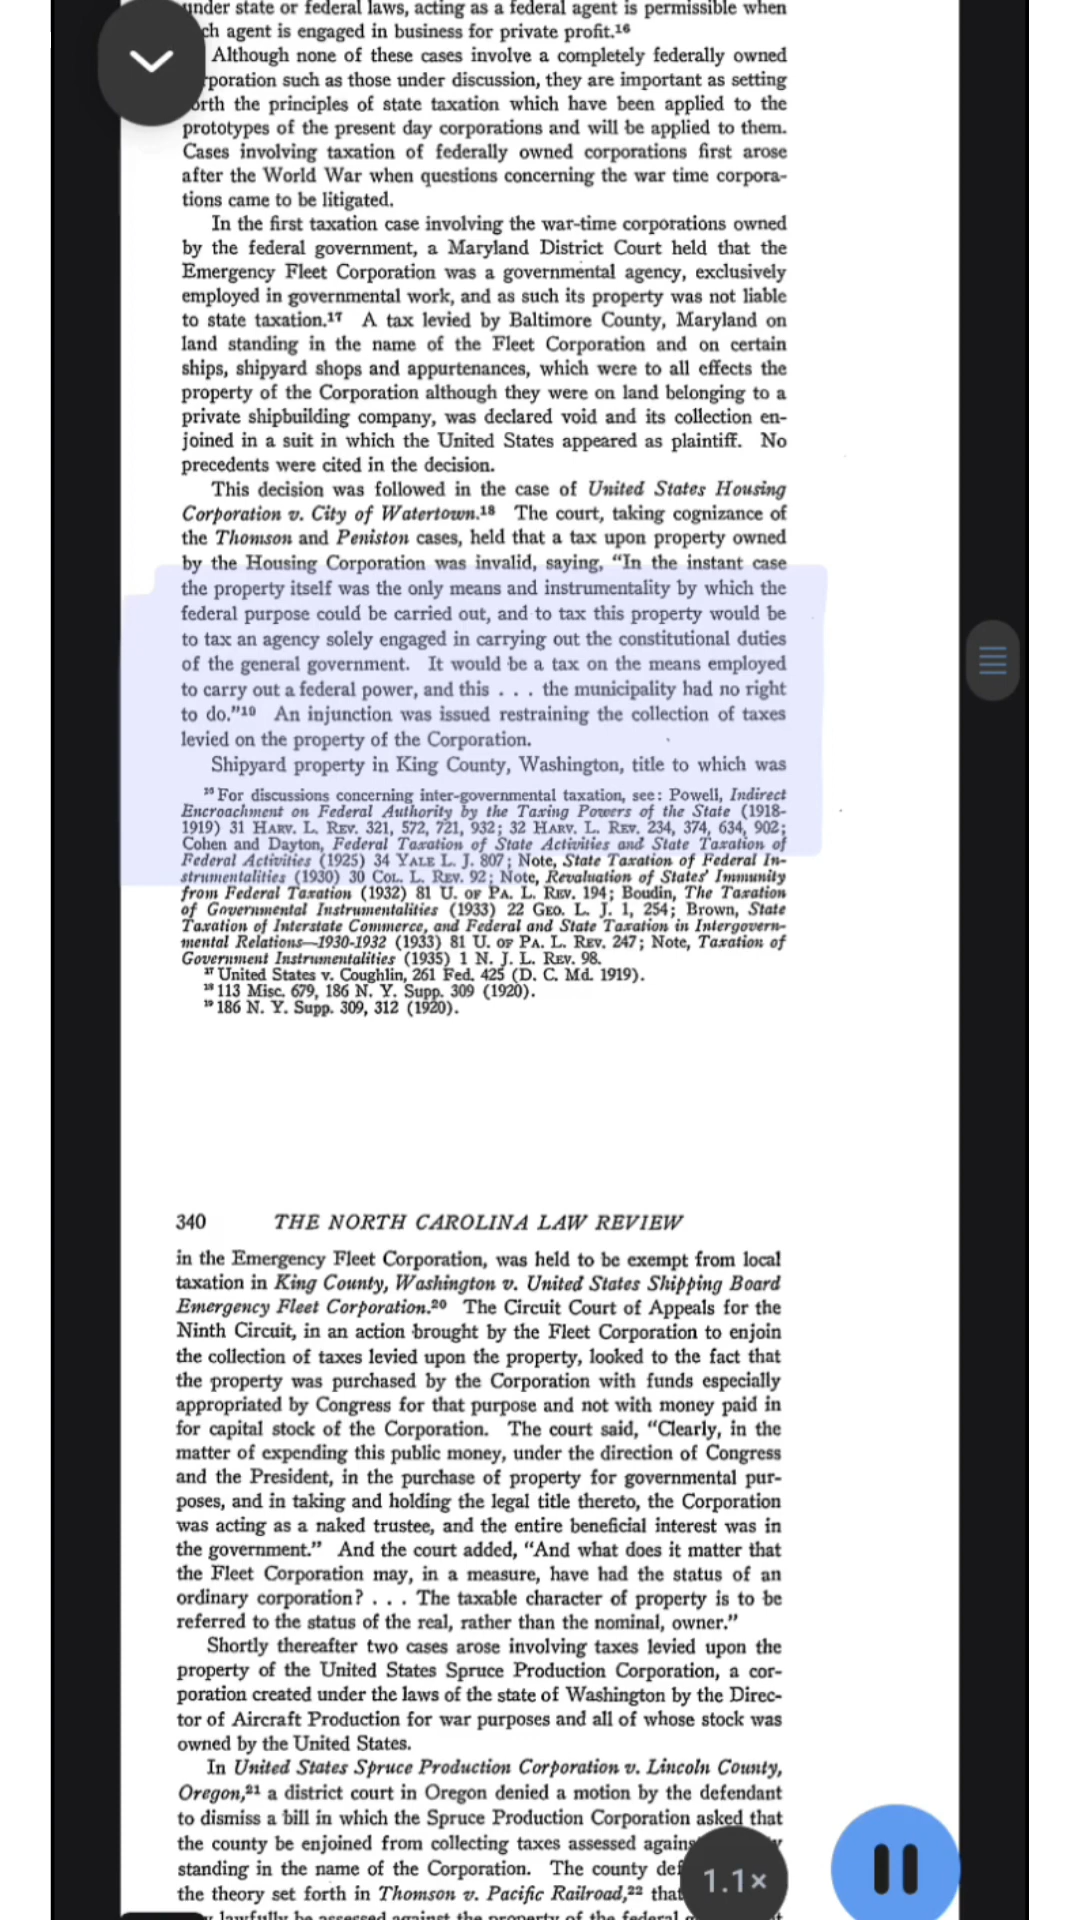 under state or federal laws, acting as a federal agent is permissible when
ch agent is engaged in business for private profit.16
Although none of these cases involve a completely federally owned
rporation such as those under discussion, they are important as setting
orth the principles of state taxation which have been applied to the
prototypes of the present day corporations and will be applied to them.
Cases involving taxation of federally owned corporations first arose
after the World War when questions concerning the war time corpora-
tions came to be litigated.
In the first taxation case involving the war-time corporations owned
by the federal government, a Maryland District Court held that the
Emergency Fleet Corporation was a governmental agency, exclusively
employed in governmental work, and as such its property was not liable
to state taxation.17 A tax levied by Baltimore County, Maryland on
land standing in the name of the Fleet Corporation and on certain
ships, shipyard shops and appurtenances, which were to all effects the
property of the Corporation although they were on land belonging to a
private shipbuilding company, was declared void and its collection en-
joined in a suit in which the United States appeared as plaintiff. No
precedents were cited in the decision.
This decision was followed in the case of United States Housing
Corporation v. City of Watertown.18 The court, taking cognizance of
the Thomson and Peniston cases, held that a tax upon property owned
by the Housing Corporation was invalid, saying, “In the instant case
the property itself was the only means and instrumentality by which the
federal purpose could be carried out, and to tax this property would be
to tax an agency solely engaged in carrying out the constitutional duties
of the general government. It would be a tax on the means employed
to carry out a federal power, and this . . . the municipality had no right
to do.”19 An injunction was issued restraining the collection of taxes
levied on the property of the Corporation.
Shipyard property in King County, Washington, title to which was
For discussions concerning inter-governmental taxation, see: Powell, Indirect
Encroachment on Federal Authority by the Taxing Powers of the State (1918-
1919) 31 HARV. L. REV. 321, 572, 721, 932; 32 HARV. L. REV. 234, 374, 634, 902;
Cohen and Dayton, Federal Taxation of State Activities and State Taxation of
Federal Activities (1925) 34 YALE L. J. 807; Note, State Taxation of Federal In-
strumentalities (1930) 30 COL. L. REV. 92; Note, Revaluation of States' Immunity
from Federal Taxation (1932) 81 U. OF PA. L. REV. 194; Boudin, The Taxation
of Governmental Instrumentalities (1933) 22 GEO. L. J. 1, 254; Brown, State
Taxation of Interstate Commerce, and Federal and State Taxation in Intergovern-
mental Relations—1930-1932 (1933) 81 U. OF PA. L. REV. 247; Note, Taxation of
Government Instrumentalities (1935) 1 N. J. L. REV. 98.
17 United States v. Coughlin, 261 Fed. 425 (D. C. Md. 1919).
18 113 Misc. 679, 186 N. Y. Supp. 309 (1920).
19 186 N. Y. Supp. 309, 312 (1920).
340 THE NORTH CAROLINA LAW REVIEW
in the Emergency Fleet Corporation, was held to be exempt from local
taxation in King County, Washington v. United States Shipping Board
Emergency Fleet Corporation.20 The Circuit Court of Appeals for the
Ninth Circuit, in an action brought by the Fleet Corporation to enjoin
the collection of taxes levied upon the property, looked to the fact that
the property was purchased by the Corporation with funds especially
appropriated by Congress for that purpose and not with money paid in
for capital stock of the Corporation. The court said, “Clearly, in the
matter of expending this public money, under the direction of Congress
and the President, in the purchase of property for governmental pur-
poses, and in taking and holding the legal title thereto, the Corporation
was acting as a naked trustee, and the entire beneficial interest was in
the government.” And the court added, “And what does it matter that
the Fleet Corporation may, in a measure, have had the status of an
ordinary corporation? . . . The taxable character of property is to be
referred to the status of the real, rather than the nominal, owner.”
Shortly thereafter two cases arose involving taxes levied upon the
property of the United States Spruce Production Corporation, a cor-
poration created under the laws of the state of Washington by the Direc-
tor of Aircraft Production for war purposes and all of whose stock was
owned by the United States.
In United States Spruce Production Corporation v. Lincoln County,
Oregon,21 a district court in Oregon denied a motion by the defendant
to dismiss a bill in which the Spruce Production Corporation asked that
the county be enjoined from collecting taxes assessed agains
standing in the name of the Corporation. The county def
the theory set forth in Thomson v. Pacific Railroad,22 that
lawfully be assessed against the property of the federal
1.1×